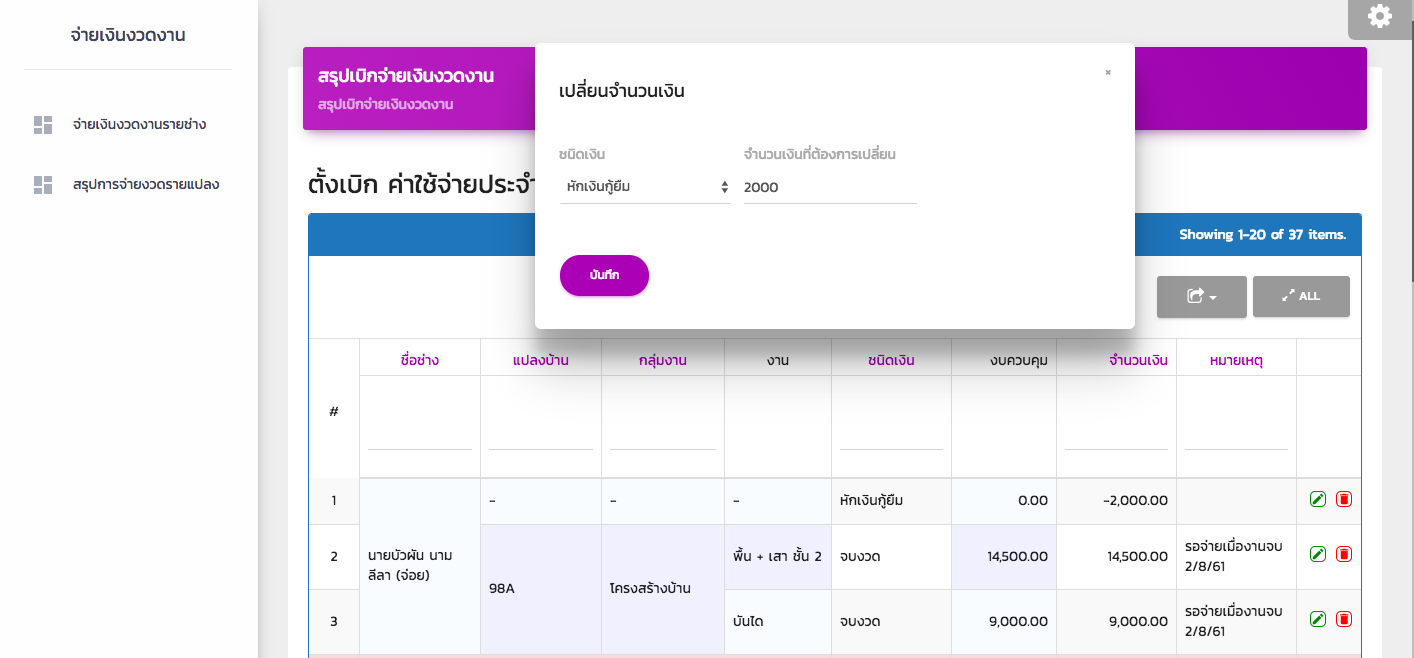 จ่ายเงินงวดงาน
จ่ายเงินงวดงานรายช่าง
สรุปการจ่ายงวดรายแปลง
สรุปเบิกจ่ายเงินงวดงาน
สรุปเบิกจ่ายเงินงวดงาน
ตั้งเบิก ค่าใช้จ่ายประจำ
เปลี่ยนจำนวนเงิน
×
ชนิดเงิน จำนวนเงินที่ต้องการเปลี่ยน
หักเงินกู้ยืม 2000
บันทึก
Showing 1-20 of 37 items.
ALL
# ชื่อช่าง แปลงบ้าน กลุ่มงาน งาน ชนิดเงิน งบควบคุม จำนวนเงิน หมายเหตุ
1 - - - หักเงินกู้ยืม 0.00 -2,000.00
นายบัวผัน นาม
ลีลา (จ่อย)
98A โครงสร้างบ้าน
2 พื้น + เสา ชั้น 2 จบงวด 14,500.00 14,500.00 รอจ่ายเมื่องานจบ
2/8/61
3 บันได จบงวด 9,000.00 9,000.00 รอจ่ายเมื่องานจบ
2/8/61